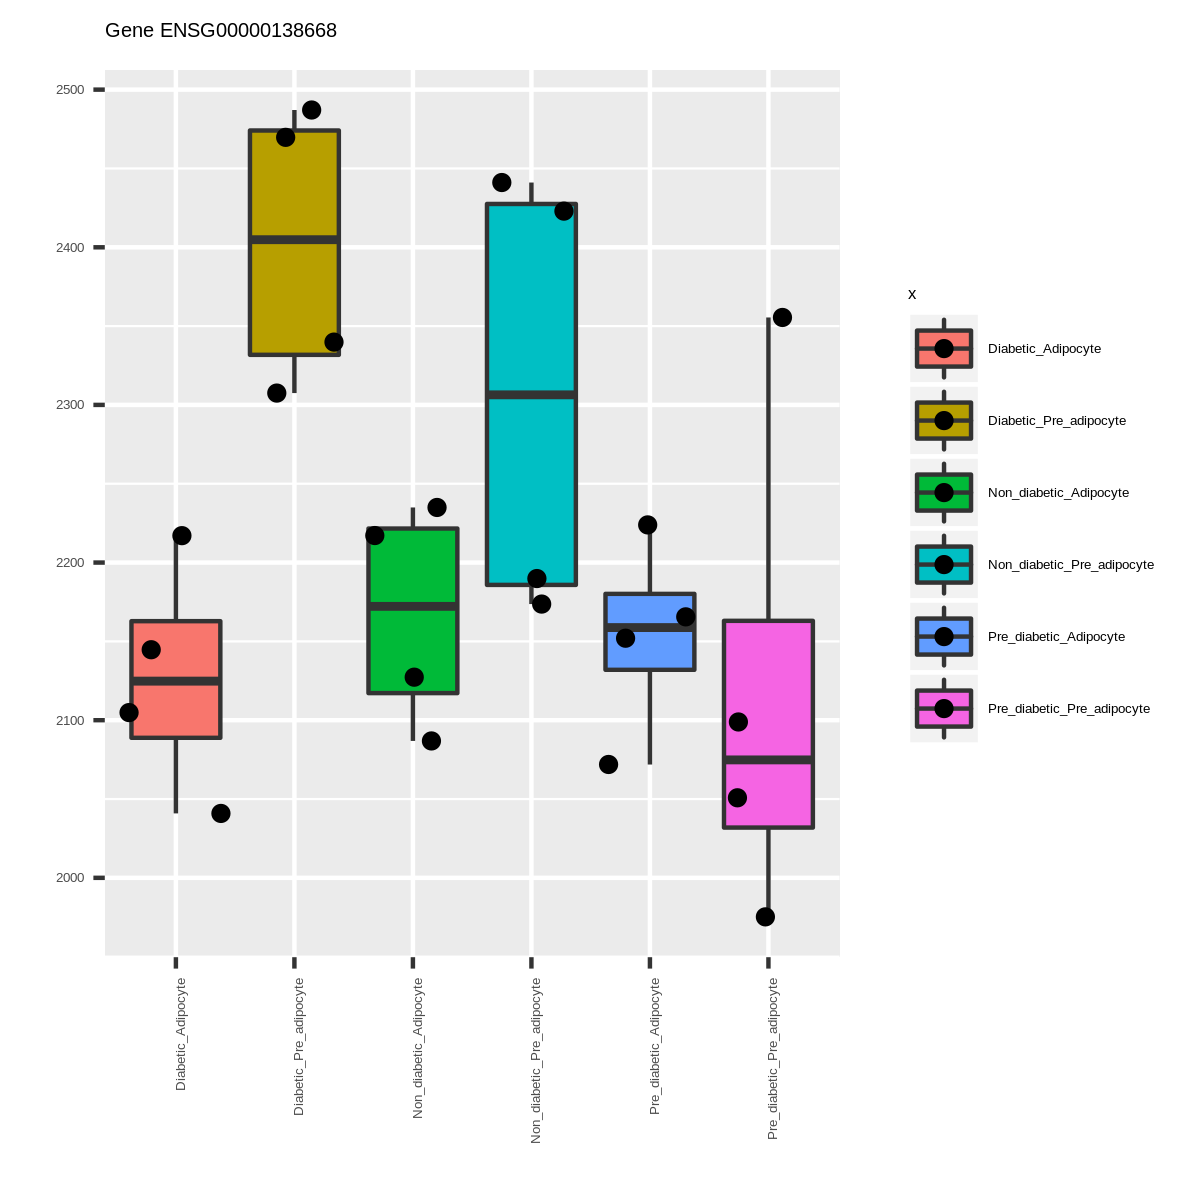 Gene ENSG00000138668
2500
2400
2300
2200
2100
2000
Diabetic_Adipocyte
Diabetic_Pre_adipocyte
Non_diabetic_Adipocyte
Non_diabetic_Pre_adipocyte
Pre_diabetic_Adipocyte
Pre_diabetic_Pre_adipocyte
x
Diabetic_Adipocyte
Diabetic_Pre_adipocyte
Non_diabetic_Adipocyte
Non_diabetic_Pre_adipocyte
Pre_diabetic_Adipocyte
Pre_diabetic_Pre_adipocyte